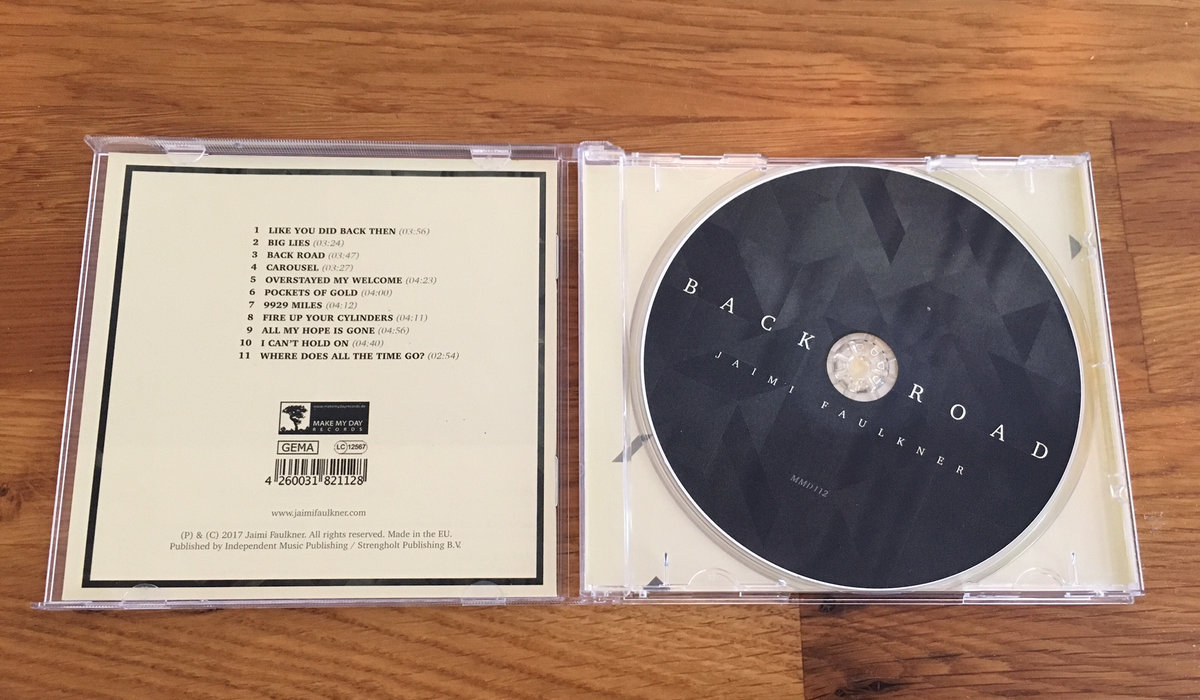 1 LIKE YOU DID BACK THEN (03:56)
2 BIG LIES (03:24)
3 BACK ROAD (03:47)
4 CAROUSEL (03:27)
5 OVERSTAYED MY WELCOME (04:23)
6 POCKETS OF GOLD (04:00)
7 9929 MILES (04:12)
8 FIRE UP YOUR CYLINDERS (04:11)
9 ALL MY HOPE IS GONE (04:56)
10 I CAN'T HOLD ON (04:40)
11 WHERE DOES ALL THE TIME GO? (02:54)
www.makemydayrecords.de
MAKE MY DAY
RECORDS
GEMA LC 12567
4 260031 821128
www.jaimifaulkner.com
(P) & (C) 2017 Jaimi Faulkner. All rights reserved. Made in the EU.
Published by Independent Music Publishing / Strengholt Publishing B.V.
BACK ROAD
JAIMI FAULKNER
MMD112